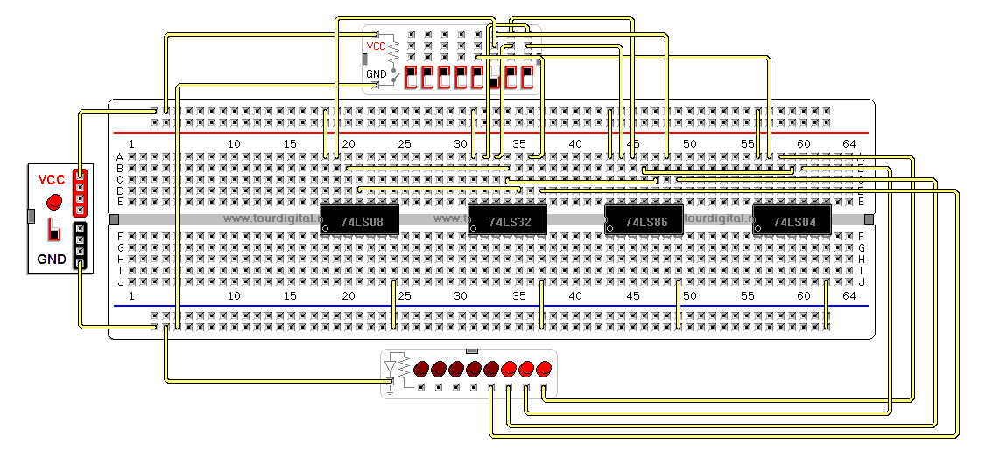 VCC
GND
1 10 15 20 25 30 35 40 45 50 55 60 64
A A
B B
C C
D D
E E
VCC
GND
www.tourdigital.n www. tourdigital.n
74LS08 74LS32 74LS86 74LS04
F F
G G
H H
I I
J J
1 10 15 20 25 30 35 40 45 50 55 60 64